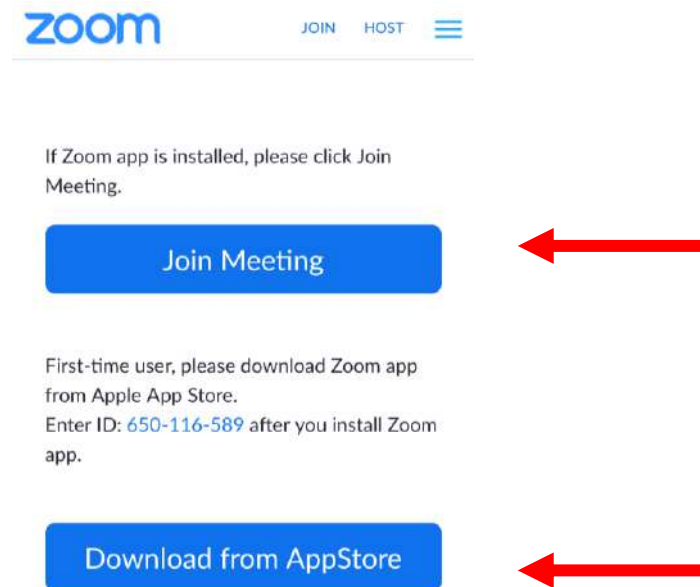 zoom
JOIN HOST
If Zoom app is installed, please click Join
Meeting.
Join Meeting
First-time user, please download Zoom app
from Apple App Store.
Enter ID: 650-116-589 after you install Zoom
app.
Download from AppStore